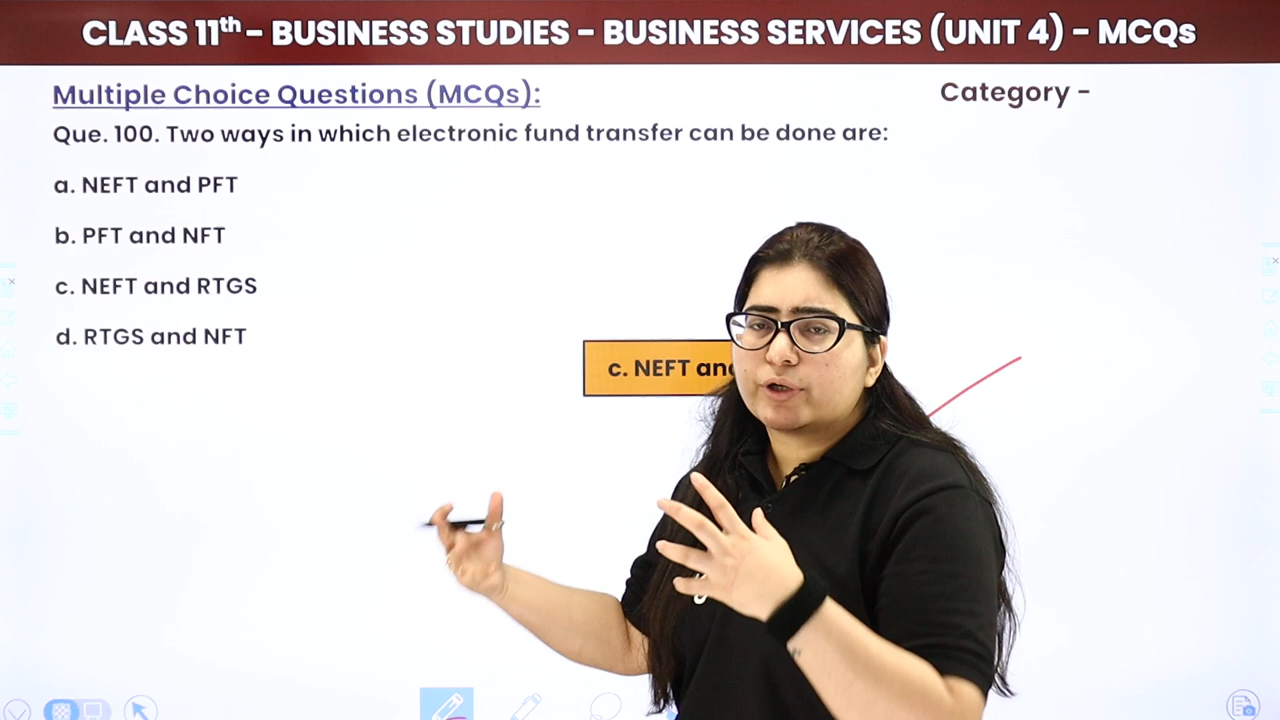 CLASS 11th – BUSINESS STUDIES – BUSINESS SERVICES (UNIT 4) – MCQs
Multiple Choice Questions (MCQs):
Category -
Que. 100. Two ways in which electronic fund transfer can be done are:
a. NEFT and PFT
b. PFT and NFT
c. NEFT and RTGS
d. RTGS and NFT
c. NEFT and